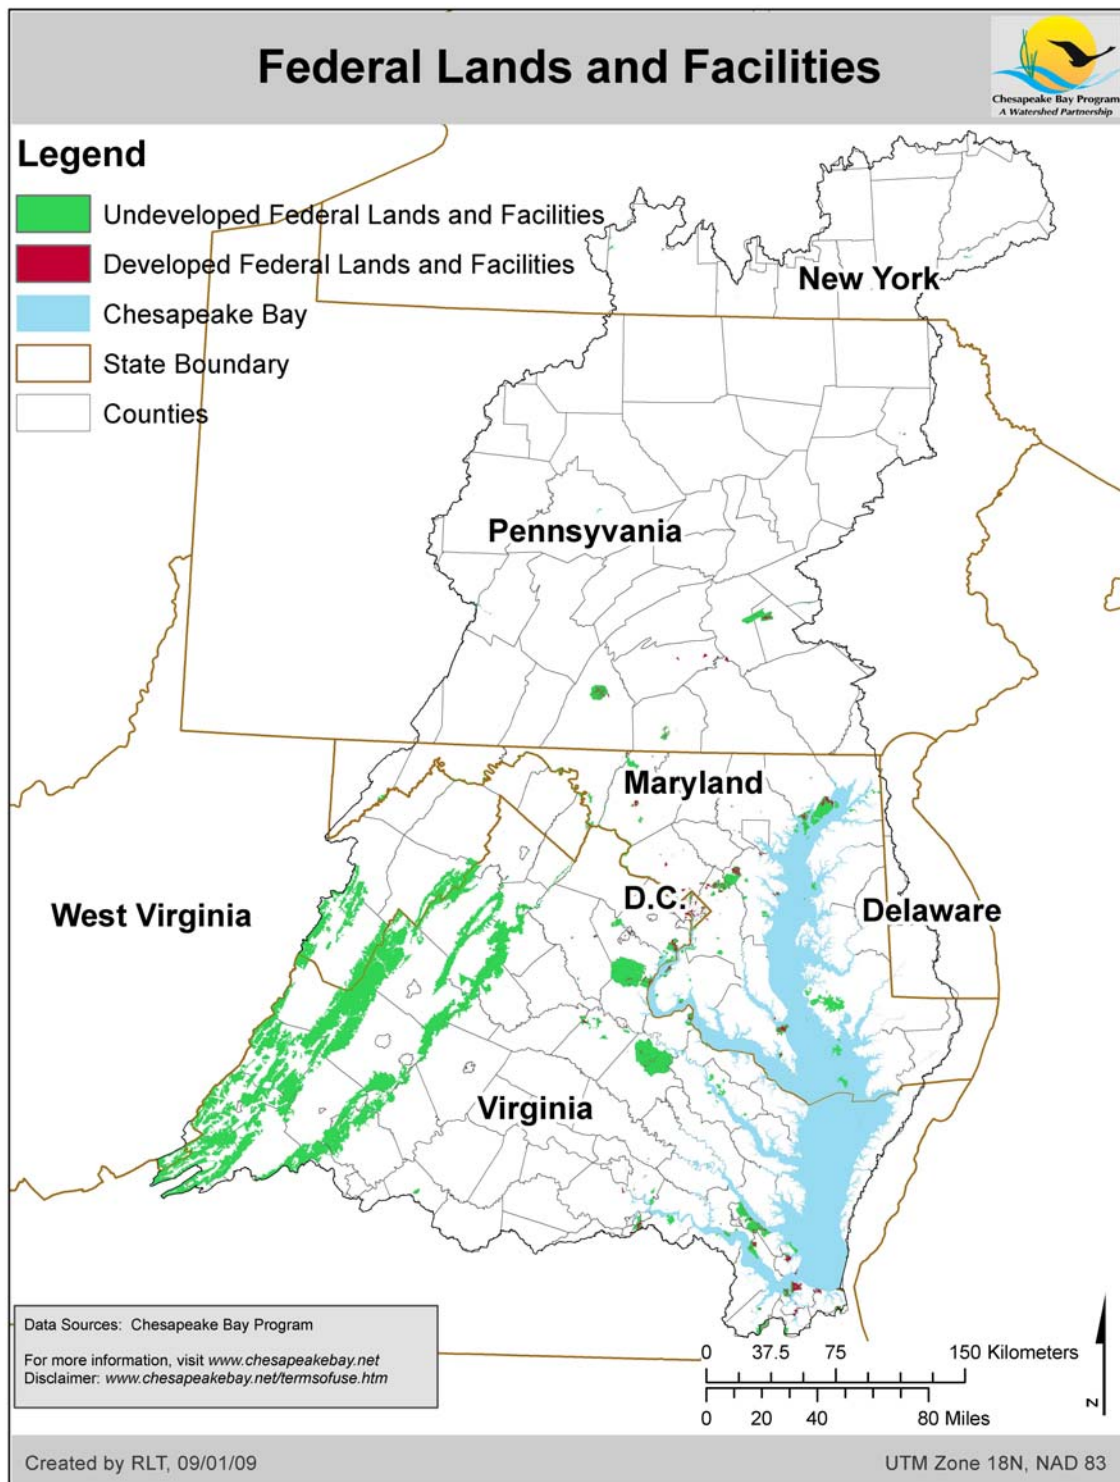 Federal Lands and Facilities
Chesapeake Bay Program
A Watershed Partnership
Legend
Undeveloped Federal Lands and Facilities
Developed Federal Lands and Facilities
Chesapeake Bay
State Boundary
Counties
New York
Pennsyvania
Maryland
D.C.
West Virginia
Delaware
Virginia
Data Sources: Chesapeake Bay Program
For more information, visit www.chesapeakebay.net
Disclaimer: www.chesapeakebay.net/termsofuse.htm
0 37.5 75 150 Kilometers
0 20 40 80 Miles
N
Created by RLT, 09/01/09
UTM Zone 18N, NAD 83